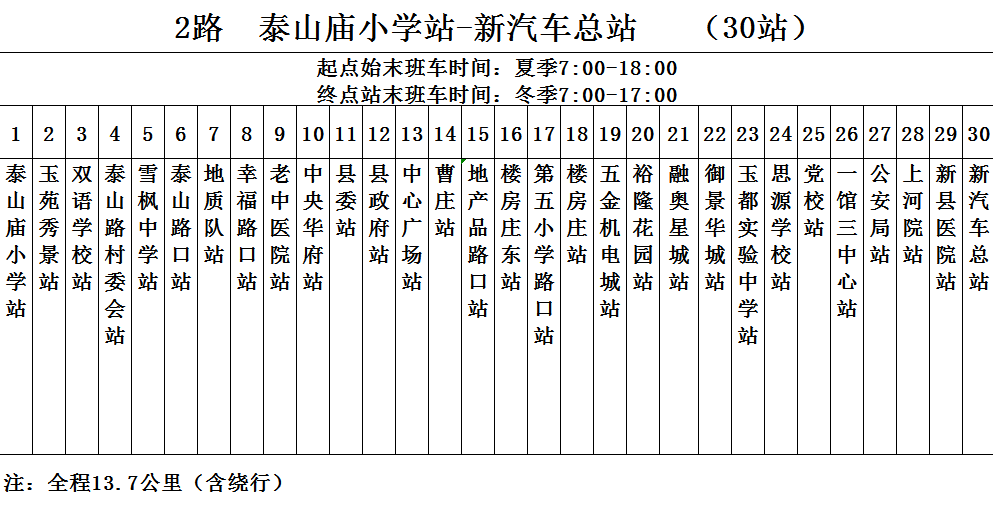 2路 泰山庙小学站-新汽车总站 （30站）
起点始末班车时间：夏季7:00-18:00
终点站末班车时间：冬季7:00-17:00
1 2 3 4 5 6 7 8 9 10 11 12 13 14 15 16 17 18 19 20 21 22 23 24 25 26 27 28 29 30
泰山庙小学站
玉苑秀景站
双语学校站
泰山路村委会站
雪枫中学站
泰山路口站
地质队站
幸福路口站
老中医院站
中央华府站
县委站
县政府站
中心广场站
曹庄站
地产品路口站
楼房庄东站
第五小学路口站
楼房庄站
五金机电城站
裕隆花园站
融奥星城站
御景华城站
玉都实验中学站
思源学校站
党校站
一馆三中心站
公安局站
上河院站
新县医院站
新汽车总站
注：全程13.7公里（含绕行）